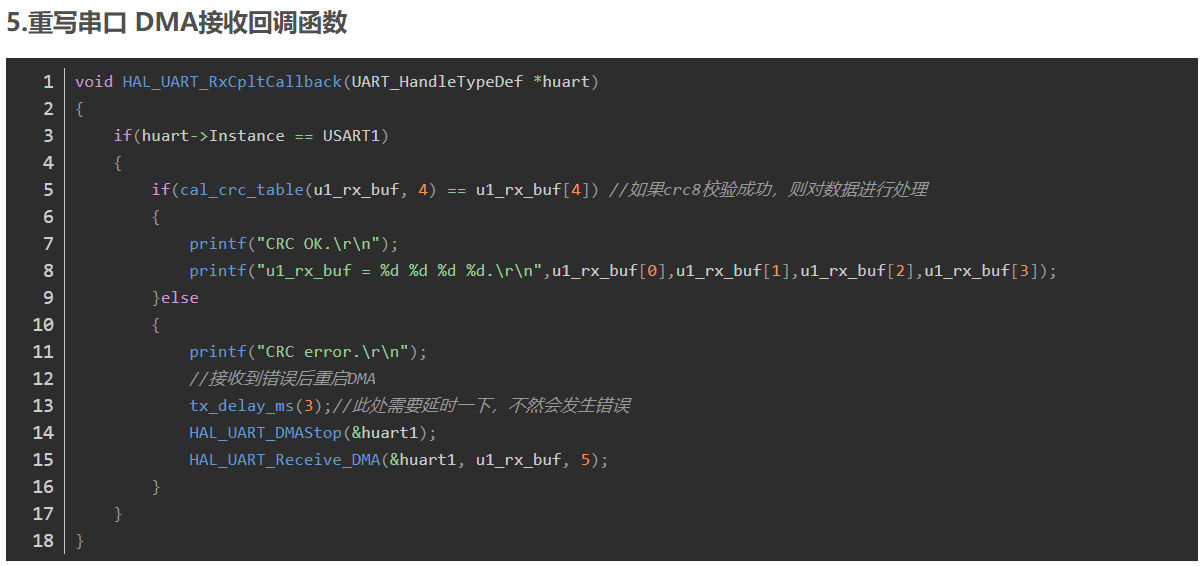 5.重写串口 DMA接收回调函数
1 void HAL_UART_RxCpltCallback(UART_HandleTypeDef *huart)
2 {
3     if(huart->Instance == USART1)
4     {
5         if(cal_crc_table(u1_rx_buf, 4) == u1_rx_buf[4]) //如果crc8校验成功，则对数据进行处理
6         {
7             printf("CRC OK.\r\n");
8             printf("u1_rx_buf = %d %d %d %d.\r\n",u1_rx_buf[0],u1_rx_buf[1],u1_rx_buf[2],u1_rx_buf[3]);
9         }else
10         {
11             printf("CRC error.\r\n");
12             //接收到错误后重启DMA
13             tx_delay_ms(3);//此处需要延时一下，不然会发生错误
14             HAL_UART_DMAStop(&huart1);
15             HAL_UART_Receive_DMA(&huart1, u1_rx_buf, 5);
16         }
17     }
18 }